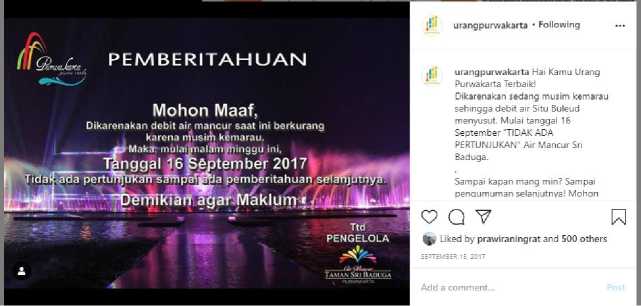 Purwakarta
PEMBERITAHUAN
Mohon Maaf,
Dikarenakan debit air mancur saat ini berkurang
karena musim kemarau.
Maka, mulai malam minggu ini,
Tanggal 16 September 2017
Tidak ada pertunjukan sampai ada pemberitahuan selanjutnya.
Demikian agar Maklum
Ttd
PENGELOLA
Air Mancur
TAMAN SRI BADUGA
PURWAKARTA
urangpurwakarta • Following
urangpurwakarta Hai Kamu Urang
Purwakarta Terbaik!
Dikarenakan sedang musim kemarau
sehingga debit air Situ Buleud
menyusut. Mulai tanggal 16
September "TIDAK ADA
PERTUNJUKAN" Air Mancur Sri
Baduga.
.
Sampai kapan mang min? Sampai
pengumuman selanjutnya! Mohon
Liked by prawiraningrat and 500 others
SEPTEMBER 15, 2017
Add a comment...
Post